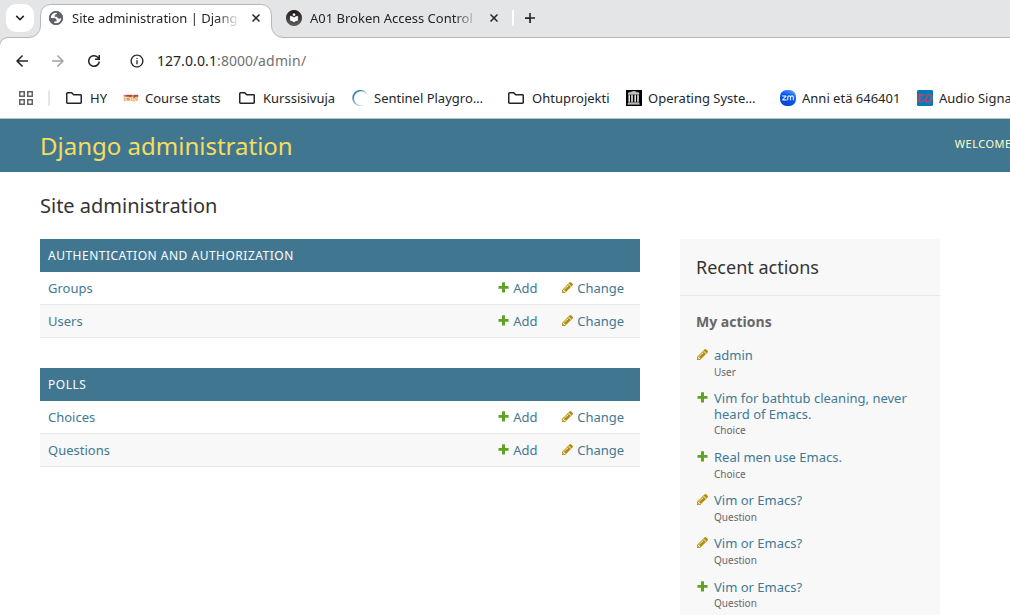 Site administration | Djang
A01 Broken Access Control
127.0.0.1:8000/admin/
HY
Course stats
Kurssisivuja
Sentinel Playgro...
Ohtuprojekti
Operating Syste...
zm
Anni etä 646401
Audio Signa
Django administration
WELCOME
Site administration
AUTHENTICATION AND AUTHORIZATION
Groups Add Change
Users Add Change
POLLS
Choices Add Change
Questions Add Change
Recent actions
My actions
admin
User
Vim for bathtub cleaning, never
heard of Emacs.
Choice
Real men use Emacs.
Choice
Vim or Emacs?
Question
Vim or Emacs?
Question
Vim or Emacs?
Question